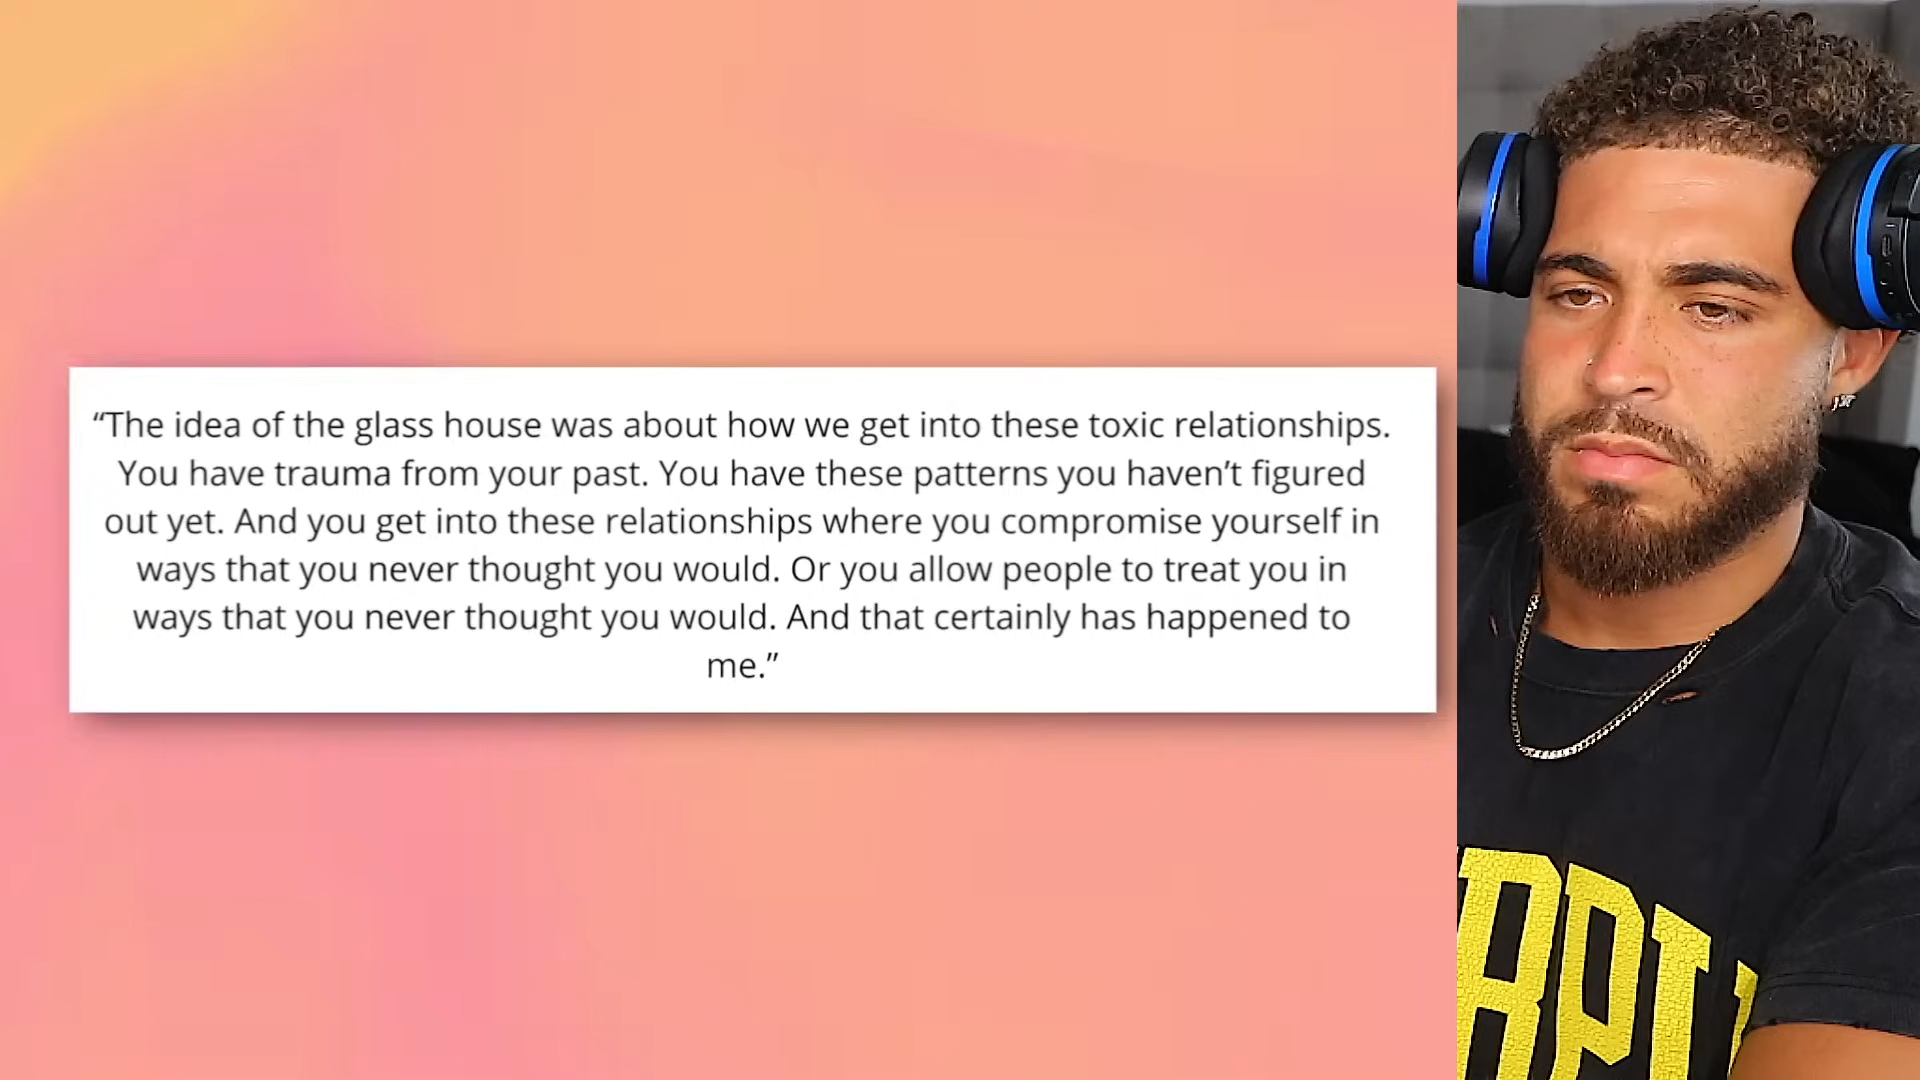 “The idea of the glass house was about how we get into these toxic relationships.
You have trauma from your past. You have these patterns you haven’t figured
out yet. And you get into these relationships where you compromise yourself in
ways that you never thought you would. Or you allow people to treat you in
ways that you never thought you would. And that certainly has happened to
me.”